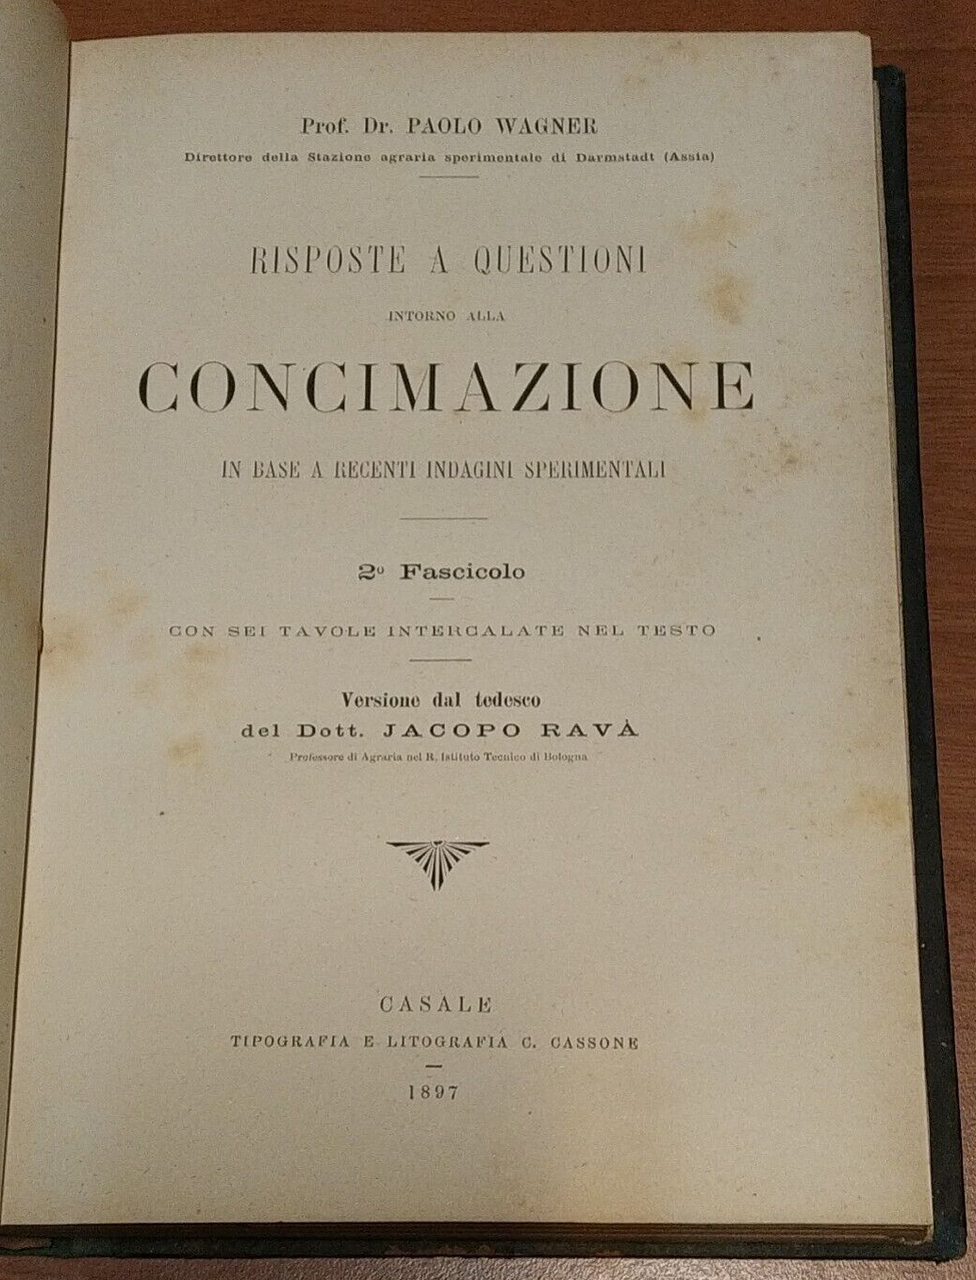 Prof. Dr. PAOLO WAGNER
Direttore della Stazione agraria sperimentale di Darmstadt (Assia)
RISPOSTE A QUESTIONI
INTORNO ALLA
CONCIMAZIONE
IN BASE A RECENTI INDAGINI SPERIMENTALI
2º Fascicolo
CON SEI TAVOLE INTERCALATE NEL TESTO
Versione dal tedesco
del Dott. JACOPO RAVÀ
Professore di Agraria nel R. Istituto Tecnico di Bologna
CASALE
TIPOGRAFIA E LITOGRAFIA C. CASSONE
1897